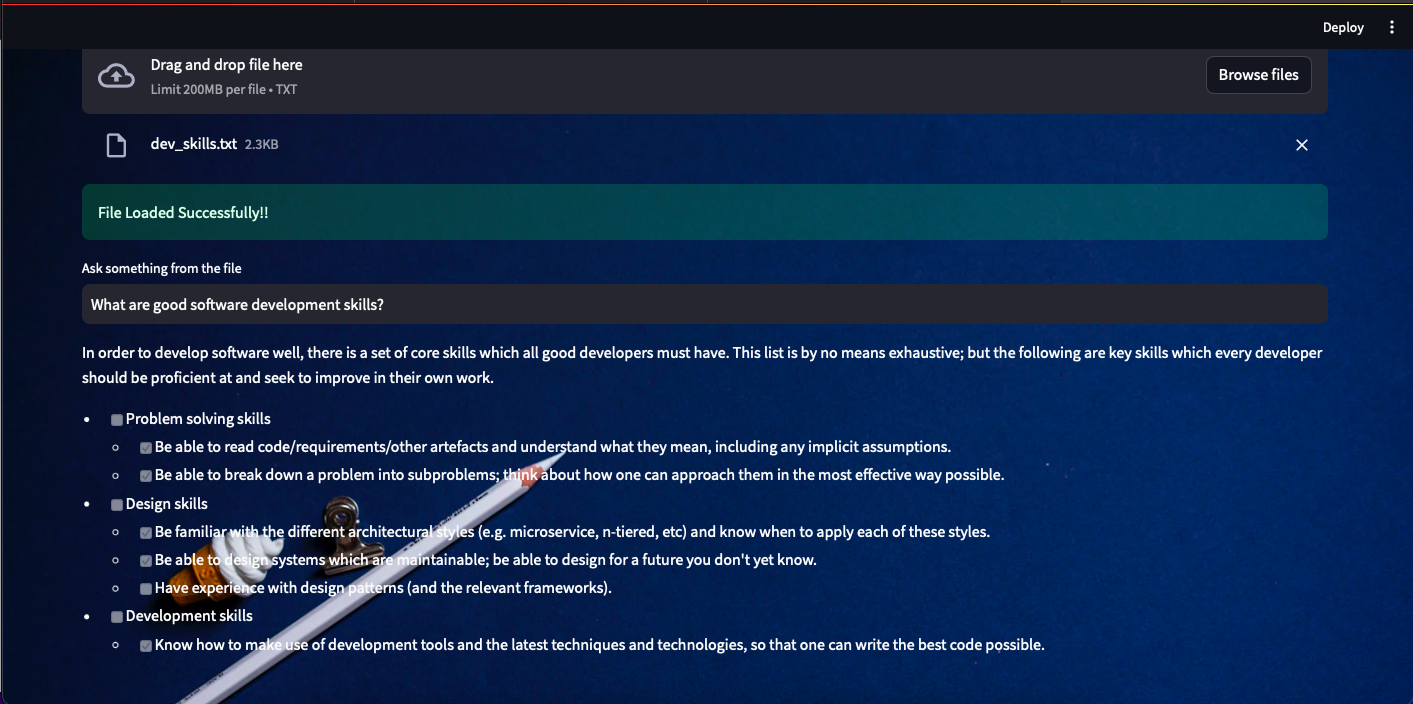 Deploy
Drag and drop file here
Limit 200MB per file • TXT
Browse files
dev_skills.txt 2.3KB
File Loaded Successfully!!
Ask something from the file
What are good software development skills?
In order to develop software well, there is a set of core skills which all good developers must have. This list is by no means exhaustive; but the following are key skills which every developer
should be proficient at and seek to improve in their own work.
Problem solving skills
Be able to read code/requirements/other artefacts and understand what they mean, including any implicit assumptions.
Be able to break down a problem into subproblems; think about how one can approach them in the most effective way possible.
Design skills
Be familiar with the different architectural styles (e.g. microservice, n-tiered, etc) and know when to apply each of these styles.
Be able to design systems which are maintainable; be able to design for a future you don't yet know.
Have experience with design patterns (and the relevant frameworks).
Development skills
Know how to make use of development tools and the latest techniques and technologies, so that one can write the best code possible.